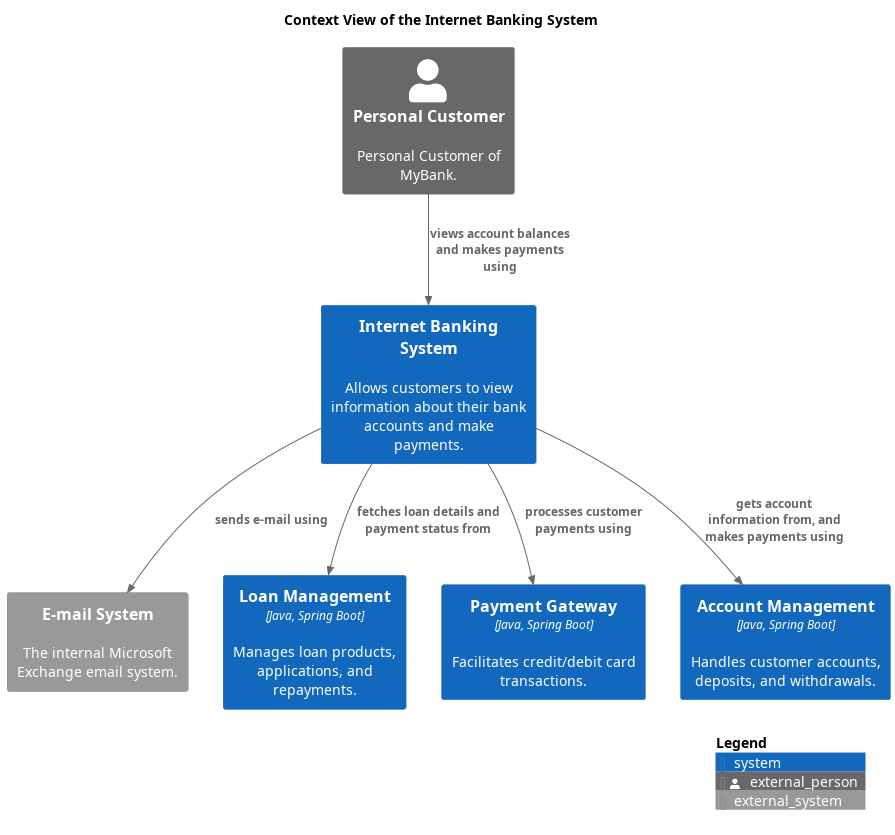 Context View of the Internet Banking System
Personal Customer
Personal Customer of
MyBank.
views account balances
and makes payments
using
Internet Banking
System
Allows customers to view
information about their bank
accounts and make
payments.
sends e-mail using
fetches loan details and
payment status from
processes customer
payments using
gets account
information from, and
makes payments using
E-mail System
The internal Microsoft
Exchange email system.
Loan Management
[Java, Spring Boot]
Manages loan products,
applications, and
repayments.
Payment Gateway
[Java, Spring Boot]
Facilitates credit/debit card
transactions.
Account Management
[Java, Spring Boot]
Handles customer accounts,
deposits, and withdrawals.
Legend
system
external_person
external_system